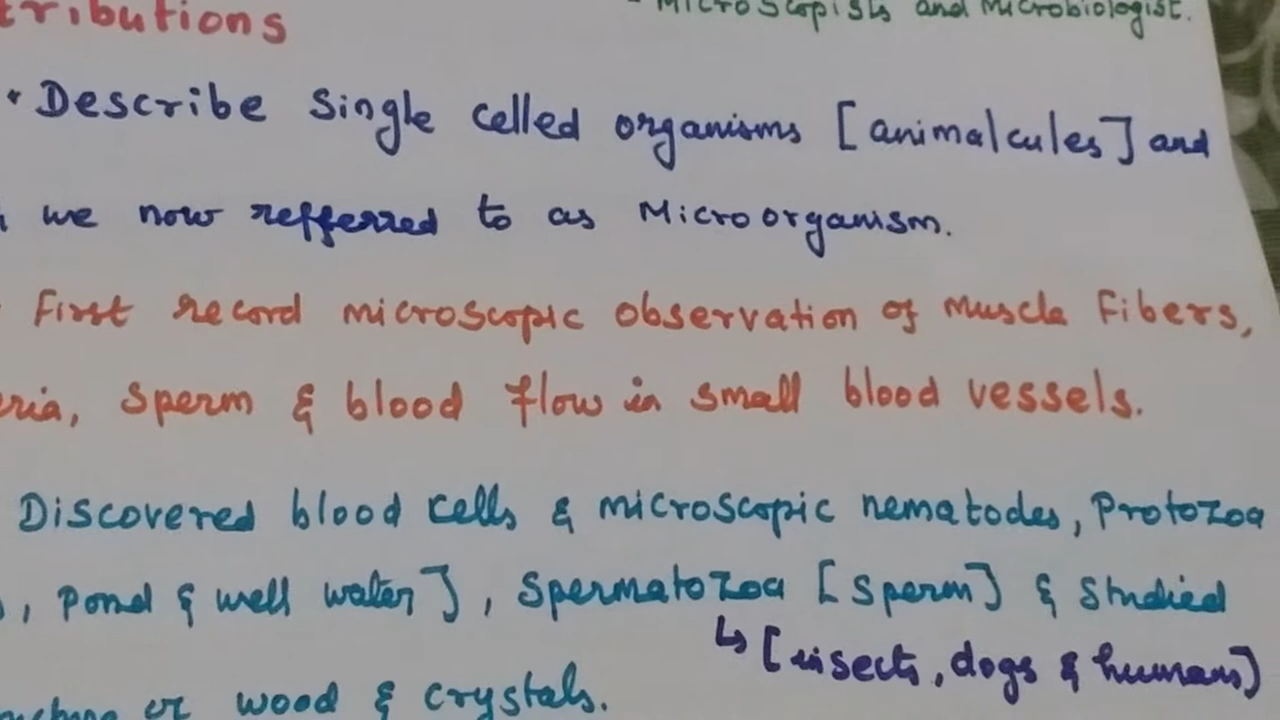 tributions
- Microscopists and Microbiologist.
• Describe Single celled organisms [animalcules] and
we now refferred to as Microorganism.
First record microscopic observation of muscle Fibers,
eria, Sperm & blood flow in small blood vessels.
Discovered blood cells & microscopic nematodes, Protozoa
, Pond & well water], Spermatozoa [Sperm] & Studied
↳ [insects, dogs & humans]
or wood & crystals.